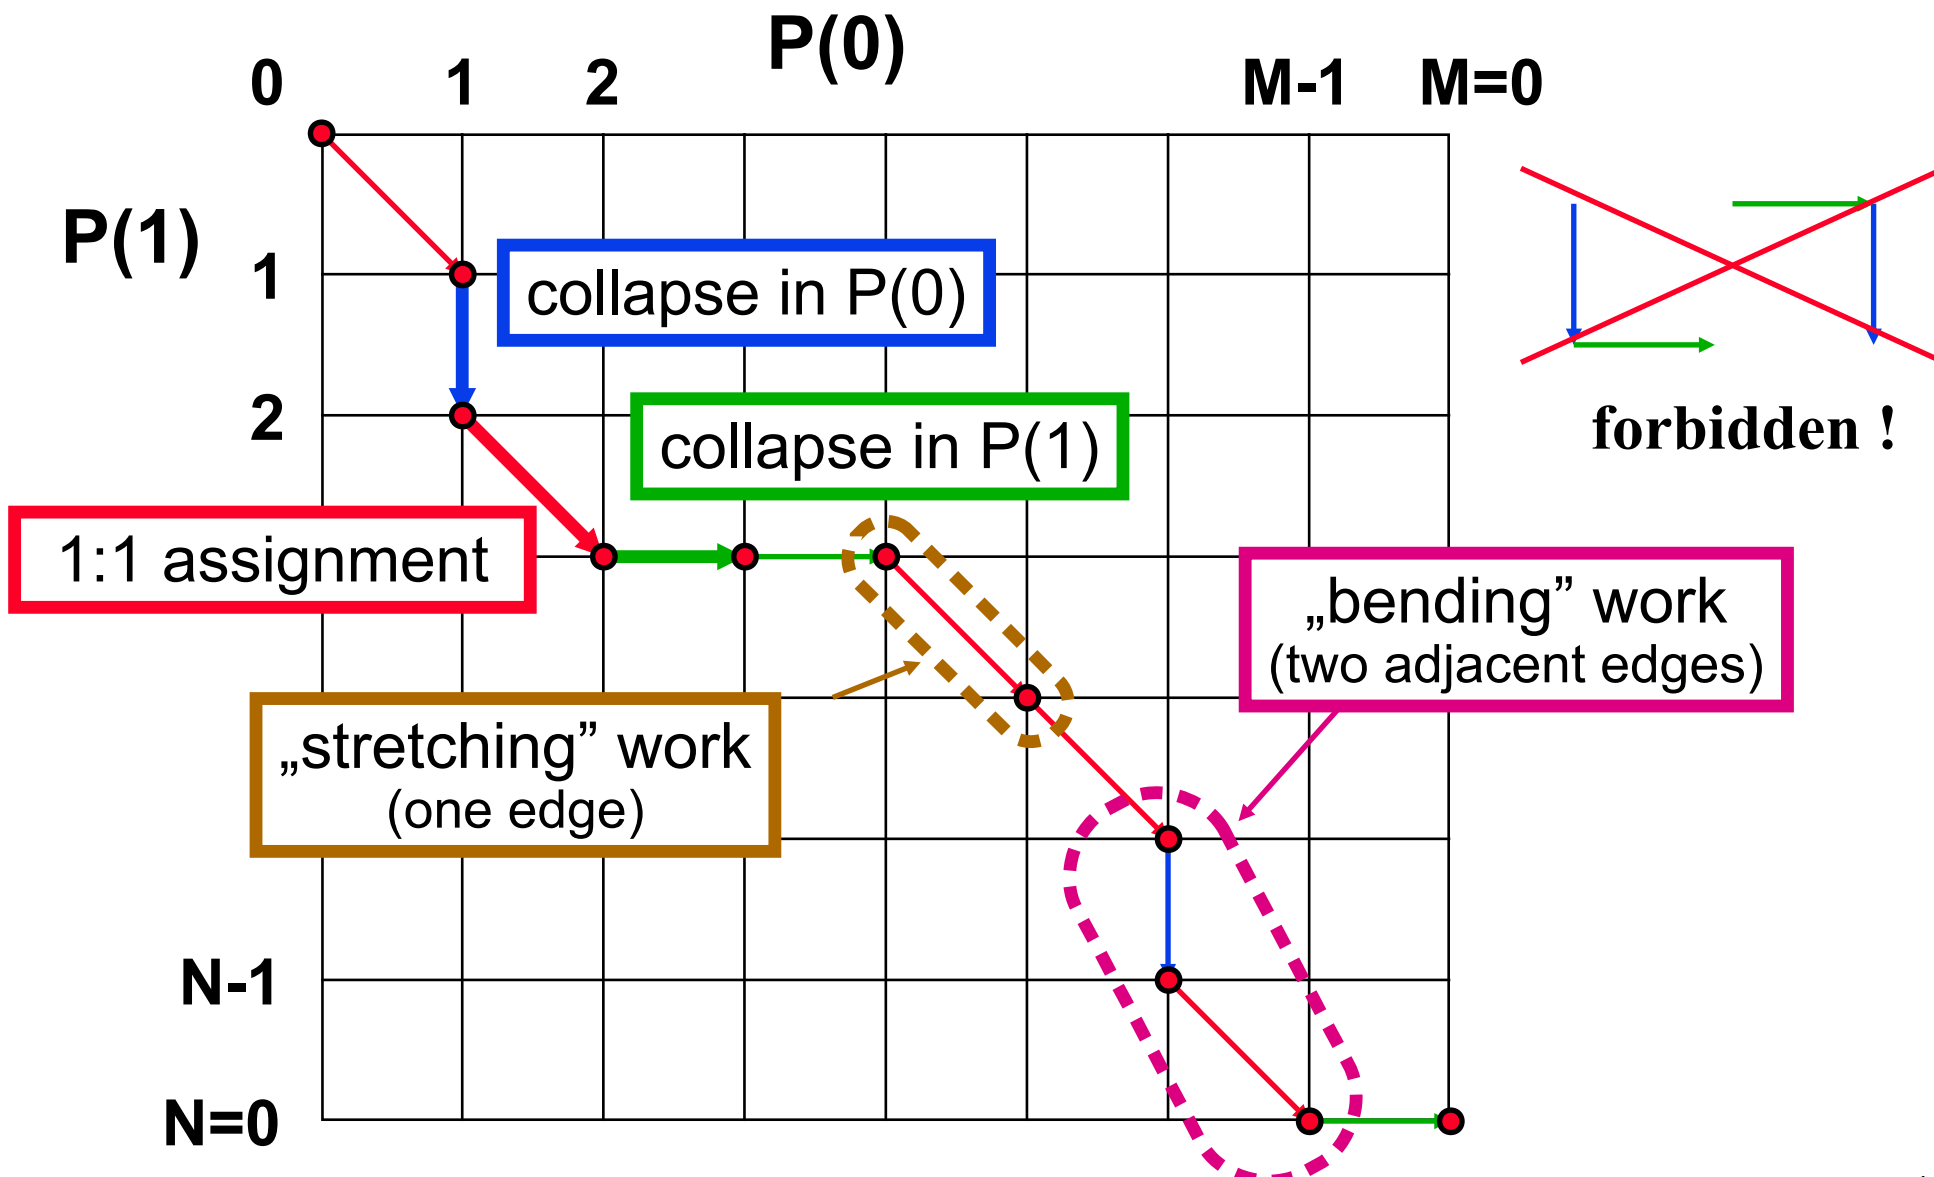 P(0)
0 1 2 M-1 M=0
P(1)
1
collapse in P(0)
2
collapse in P(1)
forbidden !
1:1 assignment
„bending” work
(two adjacent edges)
„stretching” work
(one edge)
N-1
N=0